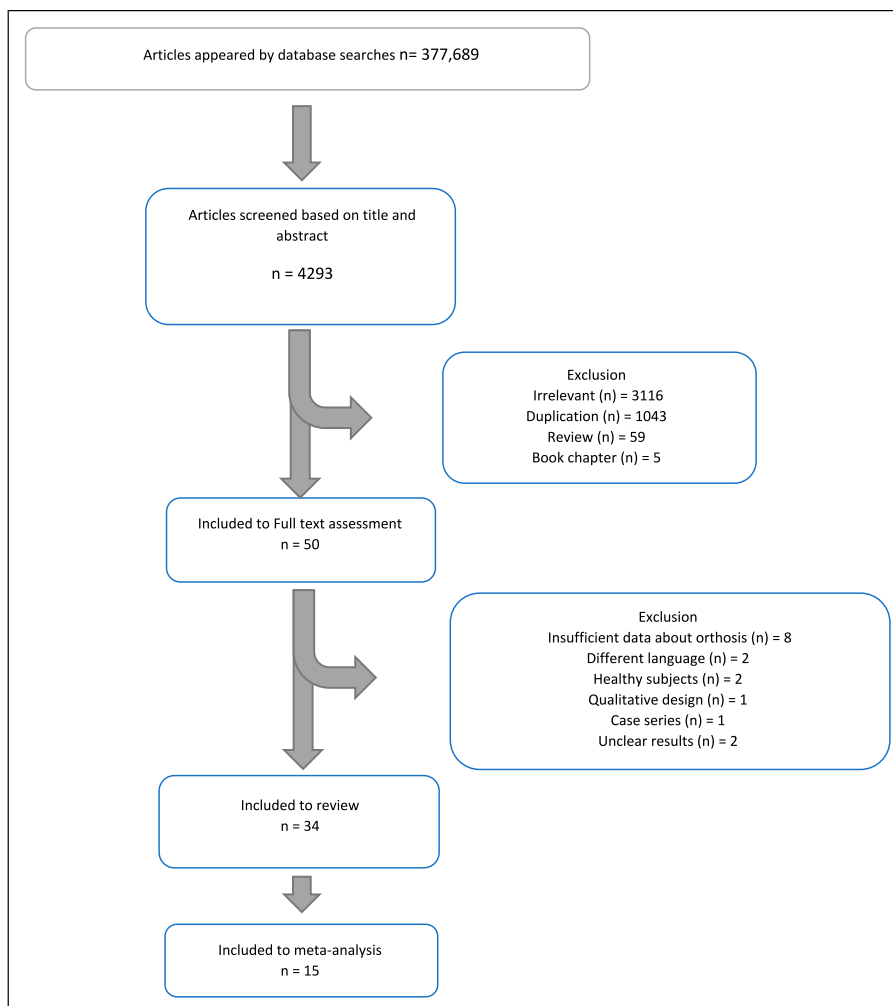 Articles appeared by database searches n= 377,689
Articles screened based on title and
abstract
n = 4293
Exclusion
Irrelevant (n) = 3116
Duplication (n) = 1043
Review (n) = 59
Book chapter (n) = 5
Included to Full text assessment
n = 50
Exclusion
Insufficient data about orthosis (n) = 8
Different language (n) = 2
Healthy subjects (n) = 2
Qualitative design (n) = 1
Case series (n) = 1
Unclear results (n) = 2
Included to review
n = 34
Included to meta-analysis
n = 15